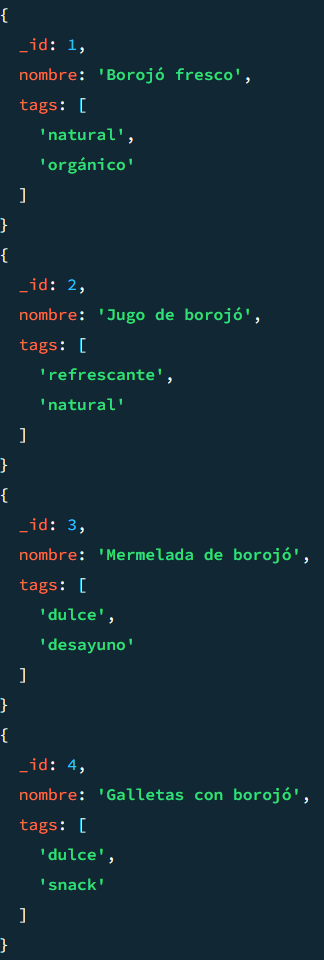 {
  _id: 1,
  nombre: 'Borojó fresco',
  tags: [
    'natural',
    'orgánico'
  ]
}
{
  _id: 2,
  nombre: 'Jugo de borojó',
  tags: [
    'refrescante',
    'natural'
  ]
}
{
  _id: 3,
  nombre: 'Mermelada de borojó',
  tags: [
    'dulce',
    'desayuno'
  ]
}
{
  _id: 4,
  nombre: 'Galletas con borojó',
  tags: [
    'dulce',
    'snack'
  ]
}